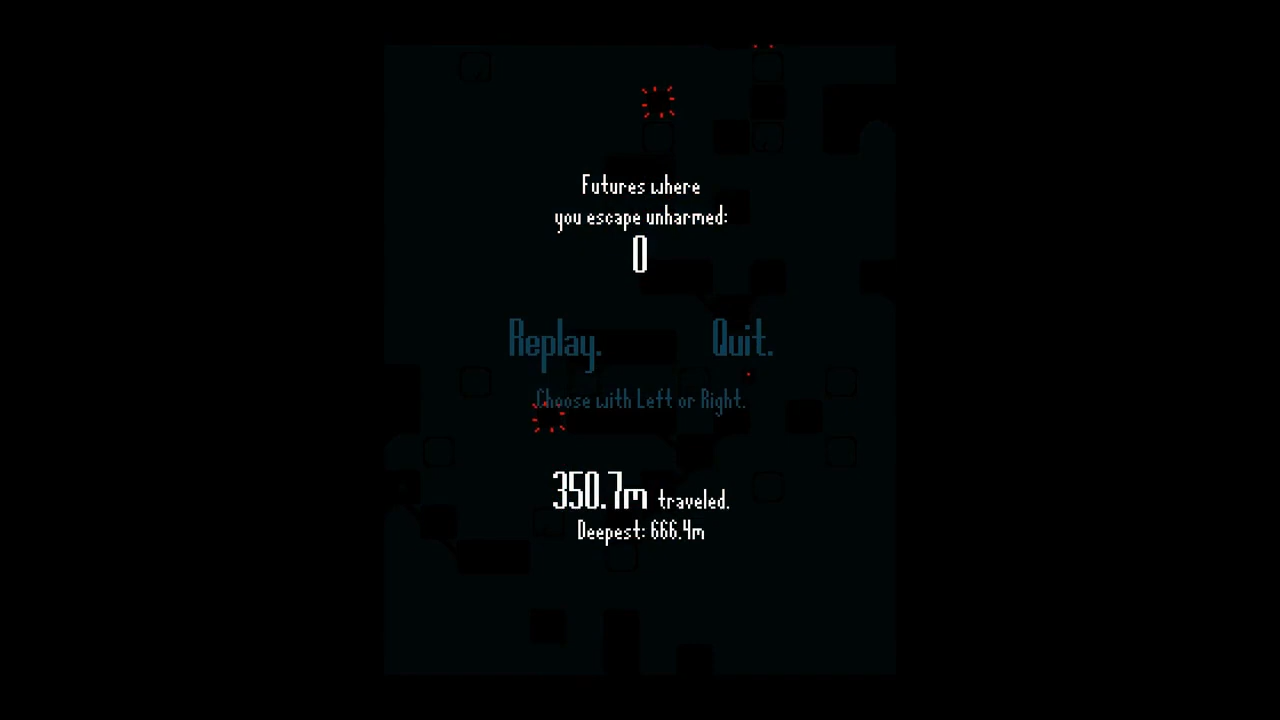 Futures where
you escape unharmed:
0
Replay. Quit.
Choose with Left or Right.
350.7m traveled.
Deepest: 666.4m